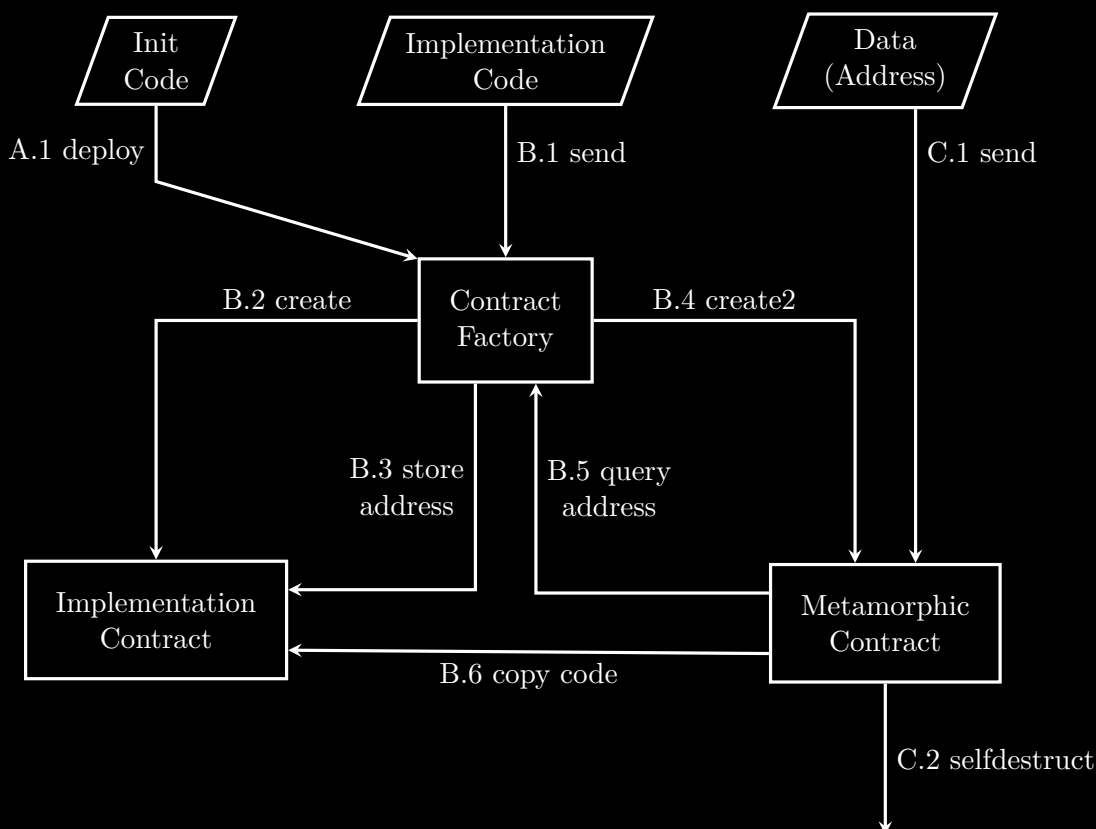 Init
Code
Implementation
Code
Data
(Address)
A.1 deploy
B.1 send
C.1 send
B.2 create
Contract
Factory
B.4 create2
B.3 store
address
B.5 query
address
Implementation
Contract
Metamorphic
Contract
B.6 copy code
C.2 selfdestruct